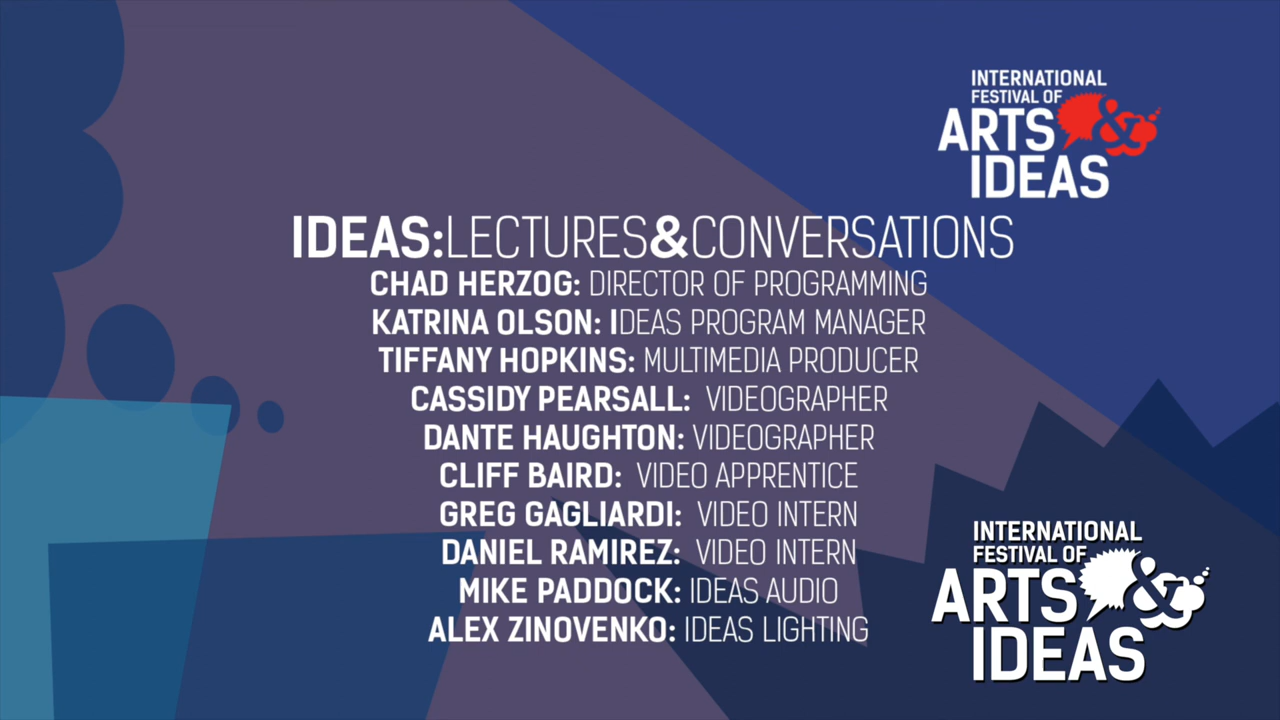 INTERNATIONAL
FESTIVAL OF
ARTS &
IDEAS
IDEAS:LECTURES&CONVERSATIONS
CHAD HERZOG: DIRECTOR OF PROGRAMMING
KATRINA OLSON: IDEAS PROGRAM MANAGER
TIFFANY HOPKINS: MULTIMEDIA PRODUCER
CASSIDY PEARSALL: VIDEOGRAPHER
DANTE HAUGHTON: VIDEOGRAPHER
CLIFF BAIRD: VIDEO APPRENTICE
GREG GAGLIARDI: VIDEO INTERN
DANIEL RAMIREZ: VIDEO INTERN
MIKE PADDOCK: IDEAS AUDIO
ALEX ZINOVENKO: IDEAS LIGHTING
INTERNATIONAL
FESTIVAL OF
ARTS &
IDEAS